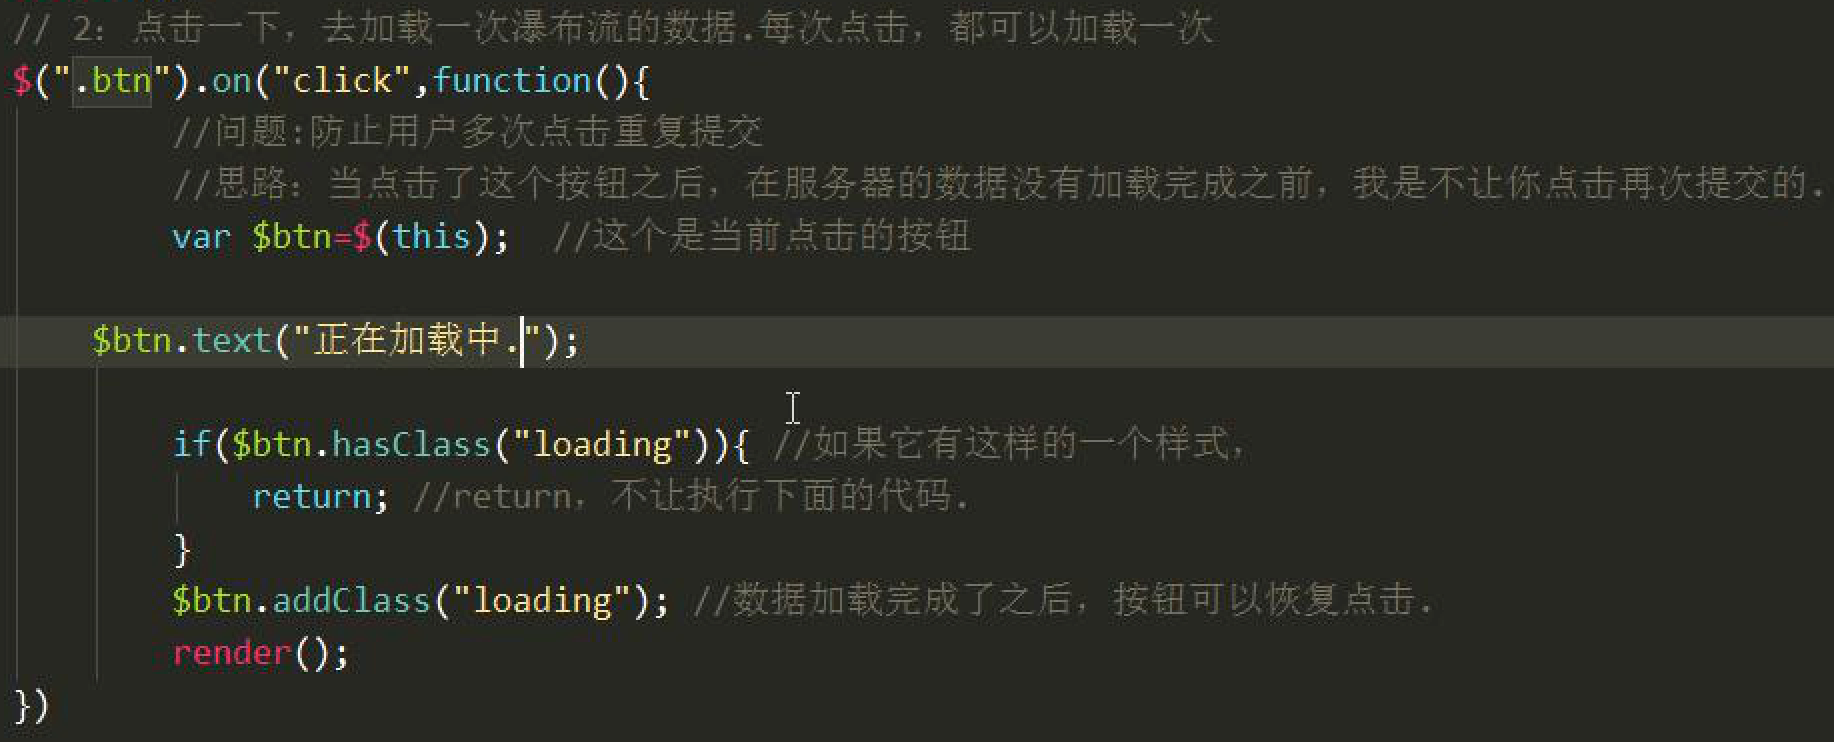 // 2: 点击一下, 去加载一次瀑布流的数据.每次点击, 都可以加载一次
$(".btn").on("click",function(){
//问题:防止用户多次点击重复提交
//思路: 当点击了这个按钮之后, 在服务器的数据没有加载完成之前, 我是不让你点击再次提交的.
var $btn=$(this); //这个是当前点击的按钮
$btn.text("正在加载中.");
if($btn.hasClass("loading")){ //如果它有这样的一个样式,
return; //return, 不让执行下面的代码.
}
$btn.addClass("loading"); //数据加载完成了之后, 按钮可以恢复点击.
render();
})